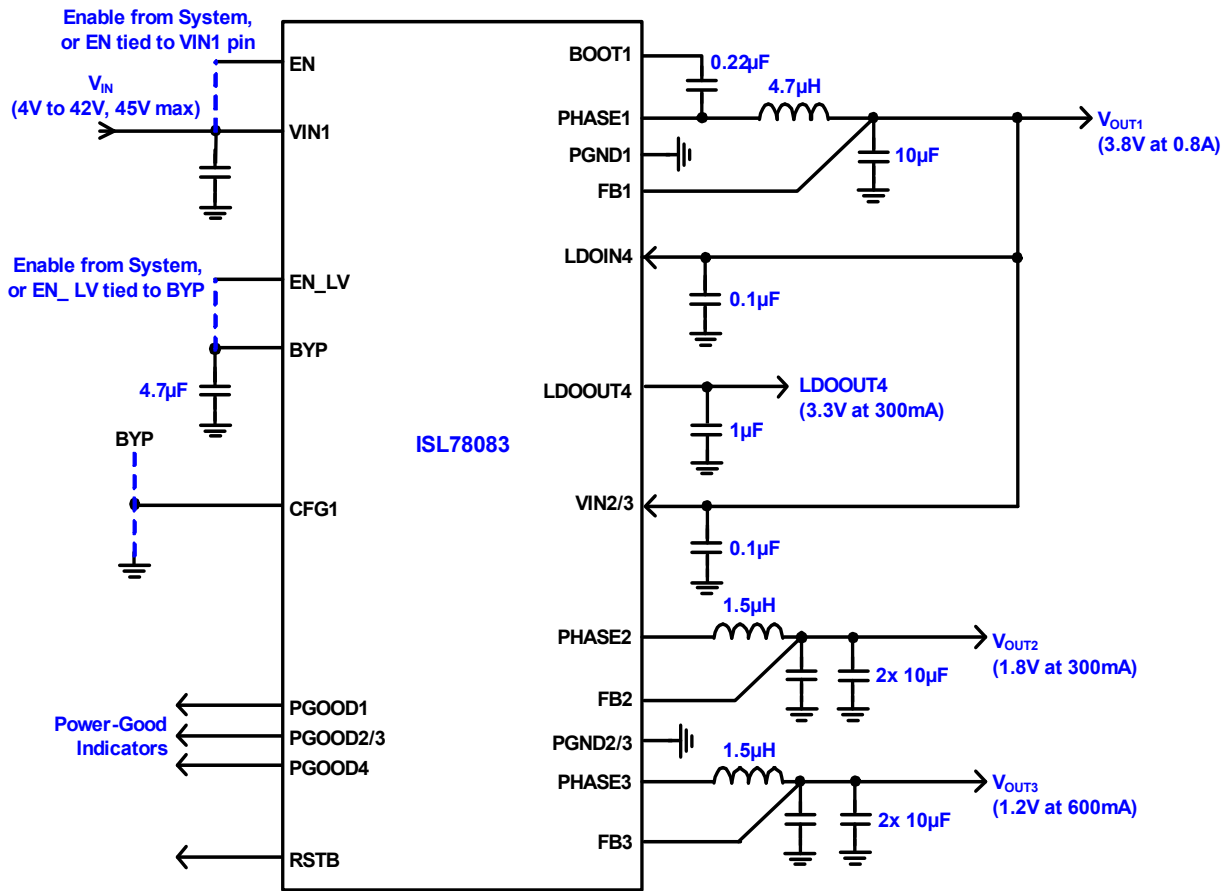 Enable from System,
or EN tied to VIN1 pin
V_IN
(4V to 42V, 45V max)
EN
VIN1
Enable from System,
or EN_ LV tied to BYP
EN_LV
BYP
4.7µF
BYP
CFG1
ISL78083
Power-Good
Indicators
PGOOD1
PGOOD2/3
PGOOD4
RSTB
BOOT1
0.22µF
4.7µH
PHASE1
V_OUT1
(3.8V at 0.8A)
PGND1
10µF
FB1
LDOIN4
0.1µF
LDOOUT4
LDOOUT4
(3.3V at 300mA)
1µF
VIN2/3
0.1µF
1.5µH
PHASE2
V_OUT2
(1.8V at 300mA)
2x 10µF
FB2
PGND2/3
1.5µH
PHASE3
V_OUT3
(1.2V at 600mA)
2x 10µF
FB3